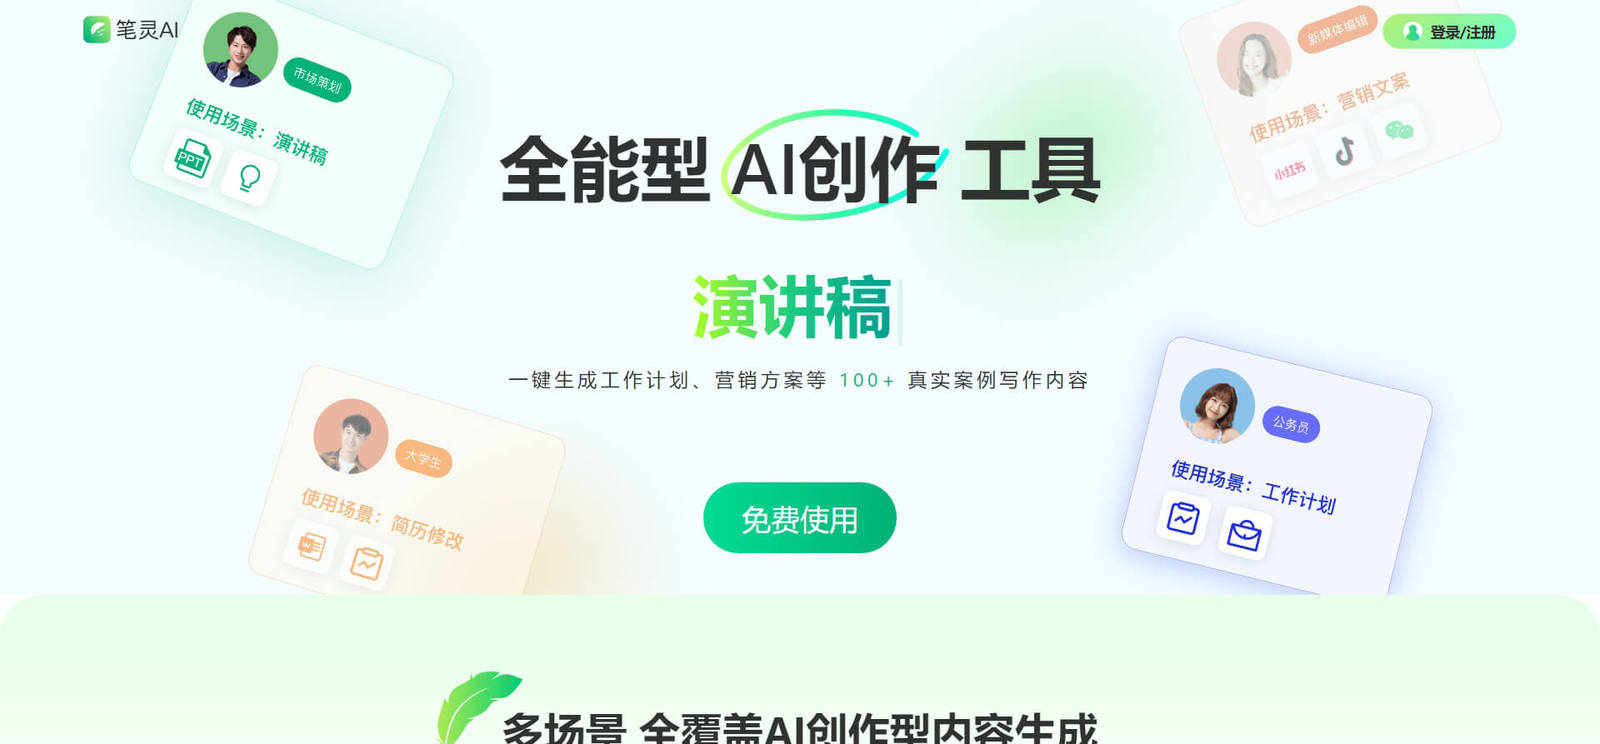 笔灵AI
市场策划
使用场景：演讲稿
PPT
新媒体编辑
登录/注册
使用场景：营销文案
小红书
全能型 AI创作 工具
演讲稿
一键生成工作计划、营销方案等 100+ 真实案例写作内容
大学生
使用场景：简历修改
W
公务员
使用场景：工作计划
免费使用
多场景 全覆盖AI创作型内容生成